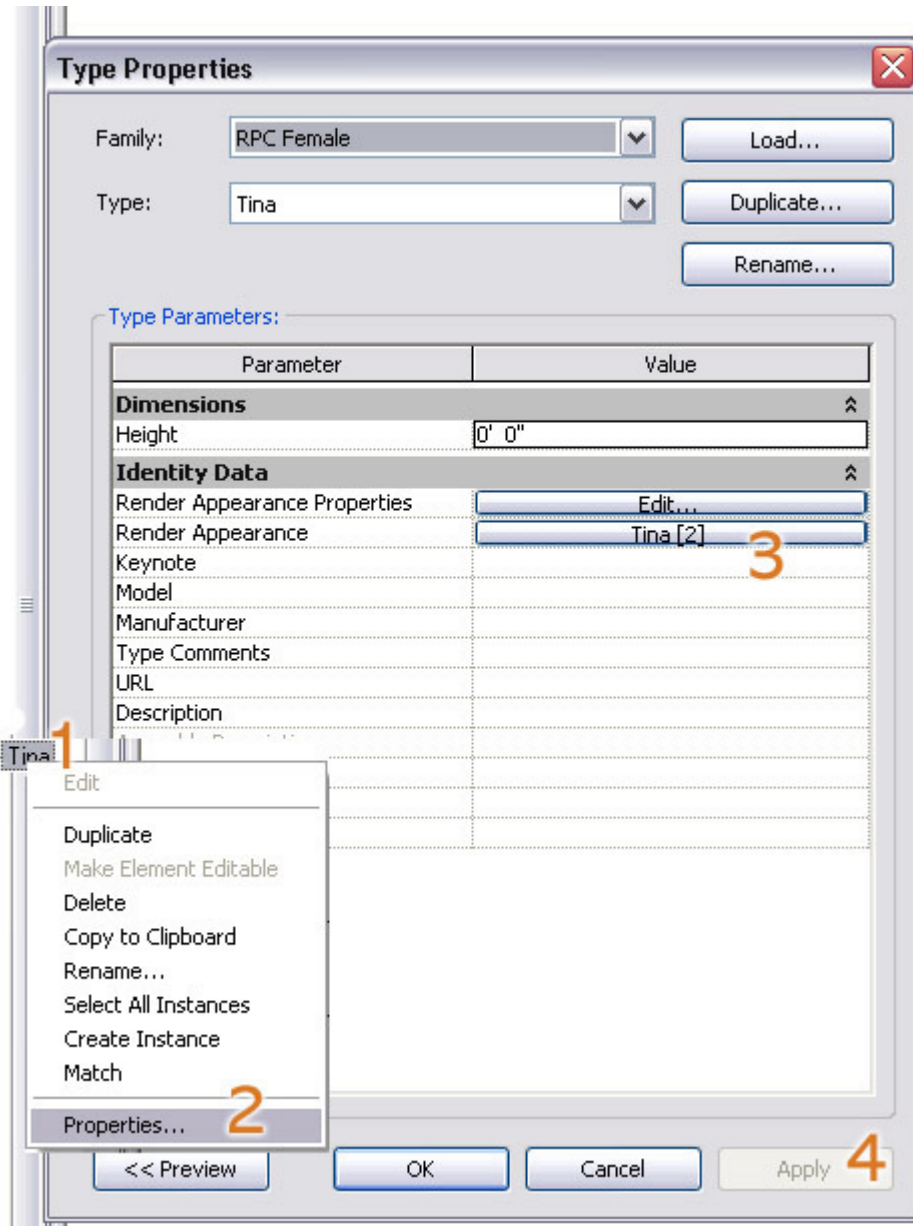 Type Properties
Family: RPC Female Load...
Type: Tina Duplicate...
Rename...
Type Parameters:
Parameter Value
Dimensions
Height 0' 0"
Identity Data
Render Appearance Properties Edit...
Render Appearance Tina [2]
3
Keynote
Model
Manufacturer
Type Comments
URL
Description
Tina 1
Edit
Duplicate
Make Element Editable
Delete
Copy to Clipboard
Rename...
Select All Instances
Create Instance
Match
Properties... 2
<< Preview OK Cancel Apply 4